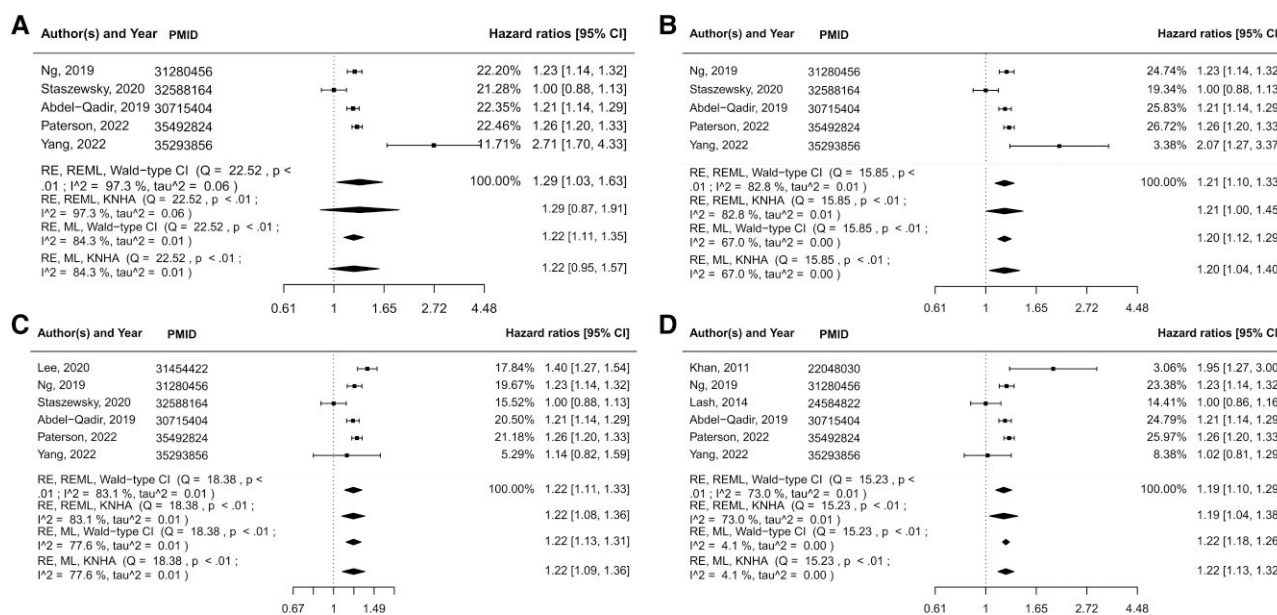 A
Author(s) and Year PMID Hazard ratios [95% CI]
Ng, 2019 31280456 22.20% 1.23 [1.14, 1.32]
Staszewsky, 2020 32588164 21.28% 1.00 [0.88, 1.13]
Abdel-Qadir, 2019 30715404 22.35% 1.21 [1.14, 1.29]
Paterson, 2022 35492824 22.46% 1.26 [1.20, 1.33]
Yang, 2022 35293856 11.71% 2.71 [1.70, 4.33]
RE, REML, Wald-type CI (Q = 22.52 , p <
.01 ; I^2 = 97.3 %, tau^2 = 0.06 ) 100.00% 1.29 [1.03, 1.63]
RE, REML, KNHA (Q = 22.52 , p <.01 ;
I^2 = 97.3 %, tau^2 = 0.06 ) 1.29 [0.87, 1.91]
RE, ML, Wald-type CI (Q = 22.52 , p <.01 ;
I^2 = 84.3 %, tau^2 = 0.01 ) 1.22 [1.11, 1.35]
RE, ML, KNHA (Q = 22.52 , p <.01 ;
I^2 = 84.3 %, tau^2 = 0.01 ) 1.22 [0.95, 1.57]
0.61 1 1.65 2.72 4.48
B
Author(s) and Year PMID Hazard ratios [95% CI]
Ng, 2019 31280456 24.74% 1.23 [1.14, 1.32]
Staszewsky, 2020 32588164 19.34% 1.00 [0.88, 1.13]
Abdel-Qadir, 2019 30715404 25.83% 1.21 [1.14, 1.29]
Paterson, 2022 35492824 26.72% 1.26 [1.20, 1.33]
Yang, 2022 35293856 3.38% 2.07 [1.27, 3.37]
RE, REML, Wald-type CI (Q = 15.85 , p <
.01 ; I^2 = 82.8 %, tau^2 = 0.01 ) 100.00% 1.21 [1.10, 1.33]
RE, REML, KNHA (Q = 15.85 , p <.01 ;
I^2 = 82.8 %, tau^2 = 0.01 ) 1.21 [1.00, 1.45]
RE, ML, Wald-type CI (Q = 15.85 , p <.01 ;
I^2 = 67.0 %, tau^2 = 0.00 ) 1.20 [1.12, 1.29]
RE, ML, KNHA (Q = 15.85 , p <.01 ;
I^2 = 67.0 %, tau^2 = 0.00 ) 1.20 [1.04, 1.40]
0.61 1 1.65 2.72 4.48
C
Author(s) and Year PMID Hazard ratios [95% CI]
Lee, 2020 31454422 17.84% 1.40 [1.27, 1.54]
Ng, 2019 31280456 19.67% 1.23 [1.14, 1.32]
Staszewsky, 2020 32588164 15.52% 1.00 [0.88, 1.13]
Abdel-Qadir, 2019 30715404 20.50% 1.21 [1.14, 1.29]
Paterson, 2022 35492824 21.18% 1.26 [1.20, 1.33]
Yang, 2022 35293856 5.29% 1.14 [0.82, 1.59]
RE, REML, Wald-type CI (Q = 18.38 , p <
.01 ; I^2 = 83.1 %, tau^2 = 0.01 ) 100.00% 1.22 [1.11, 1.33]
RE, REML, KNHA (Q = 18.38 , p <.01 ;
I^2 = 83.1 %, tau^2 = 0.01 ) 1.22 [1.08, 1.36]
RE, ML, Wald-type CI (Q = 18.38 , p <.01 ;
I^2 = 77.6 %, tau^2 = 0.01 ) 1.22 [1.13, 1.31]
RE, ML, KNHA (Q = 18.38 , p <.01 ;
I^2 = 77.6 %, tau^2 = 0.01 ) 1.22 [1.09, 1.36]
0.67 1 1.49
D
Author(s) and Year PMID Hazard ratios [95% CI]
Khan, 2011 22048030 3.06% 1.95 [1.27, 3.00]
Ng, 2019 31280456 23.38% 1.23 [1.14, 1.32]
Lash, 2014 24584822 14.41% 1.00 [0.86, 1.16]
Abdel-Qadir, 2019 30715404 24.79% 1.21 [1.14, 1.29]
Paterson, 2022 35492824 25.97% 1.26 [1.20, 1.33]
Yang, 2022 35293856 8.38% 1.02 [0.81, 1.29]
RE, REML, Wald-type CI (Q = 15.23 , p <
.01 ; I^2 = 73.0 %, tau^2 = 0.01 ) 100.00% 1.19 [1.10, 1.29]
RE, REML, KNHA (Q = 15.23 , p <.01 ;
I^2 = 73.0 %, tau^2 = 0.01 ) 1.19 [1.04, 1.38]
RE, ML, Wald-type CI (Q = 15.23 , p <.01 ;
I^2 = 4.1 %, tau^2 = 0.00 ) 1.22 [1.18, 1.26]
RE, ML, KNHA (Q = 15.23 , p <.01 ;
I^2 = 4.1 %, tau^2 = 0.00 ) 1.22 [1.13, 1.32]
0.61 1 1.65 2.72 4.48